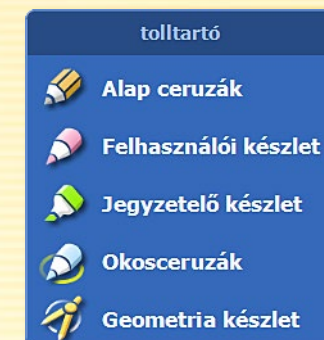 tolltartó
Alap ceruzák
Felhasználói készlet
Jegyzetelő készlet
Okosceruzák
Geometria készlet